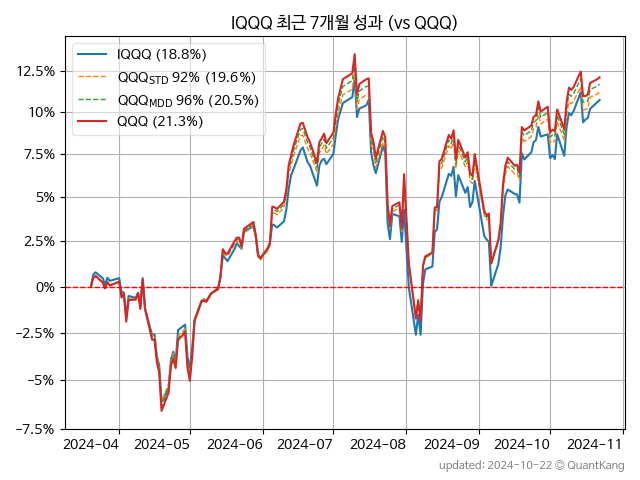 IQQQ 최근 7개월 성과 (vs QQQ)
IQQQ (18.8%)
QQQSTD 92% (19.6%)
QQQMDD 96% (20.5%)
QQQ (21.3%)
12.5%
10%
7.5%
5%
2.5%
0%
−2.5%
−5%
−7.5%
2024-04 2024-05 2024-06 2024-07 2024-08 2024-09 2024-10 2024-11
updated: 2024-10-22 © QuantKang